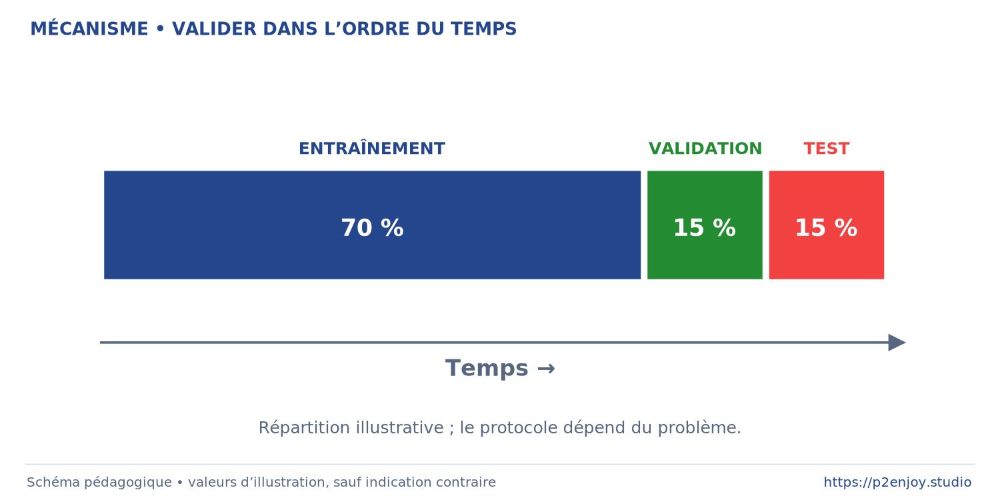 MÉCANISME • VALIDER DANS L’ORDRE DU TEMPS
ENTRAÎNEMENT VALIDATION TEST
70 % 15 % 15 %
Temps →
Répartition illustrative ; le protocole dépend du problème.
Schéma pédagogique • valeurs d’illustration, sauf indication contraire https://p2enjoy.studio